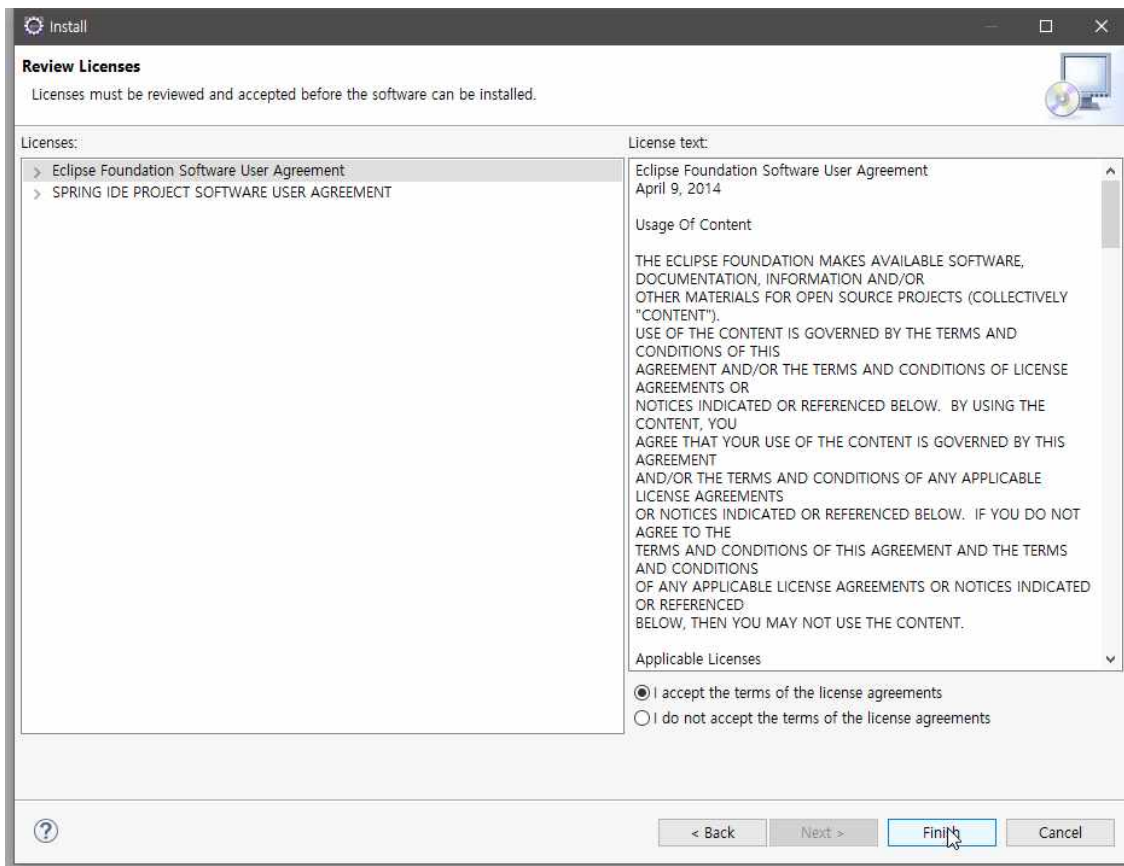 Install
Review Licenses
Licenses must be reviewed and accepted before the software can be installed.
Licenses:
Eclipse Foundation Software User Agreement
SPRING IDE PROJECT SOFTWARE USER AGREEMENT
License text:
Eclipse Foundation Software User Agreement
April 9, 2014
Usage Of Content
THE ECLIPSE FOUNDATION MAKES AVAILABLE SOFTWARE,
DOCUMENTATION, INFORMATION AND/OR
OTHER MATERIALS FOR OPEN SOURCE PROJECTS (COLLECTIVELY
"CONTENT").
USE OF THE CONTENT IS GOVERNED BY THE TERMS AND
CONDITIONS OF THIS
AGREEMENT AND/OR THE TERMS AND CONDITIONS OF LICENSE
AGREEMENTS OR
NOTICES INDICATED OR REFERENCED BELOW.  BY USING THE
CONTENT, YOU
AGREE THAT YOUR USE OF THE CONTENT IS GOVERNED BY THIS
AGREEMENT
AND/OR THE TERMS AND CONDITIONS OF ANY APPLICABLE
LICENSE AGREEMENTS
OR NOTICES INDICATED OR REFERENCED BELOW.  IF YOU DO NOT
AGREE TO THE
TERMS AND CONDITIONS OF THIS AGREEMENT AND THE TERMS
AND CONDITIONS
OF ANY APPLICABLE LICENSE AGREEMENTS OR NOTICES INDICATED
OR REFERENCED
BELOW, THEN YOU MAY NOT USE THE CONTENT.
Applicable Licenses
I accept the terms of the license agreements
I do not accept the terms of the license agreements
< Back
Next >
Finish
Cancel